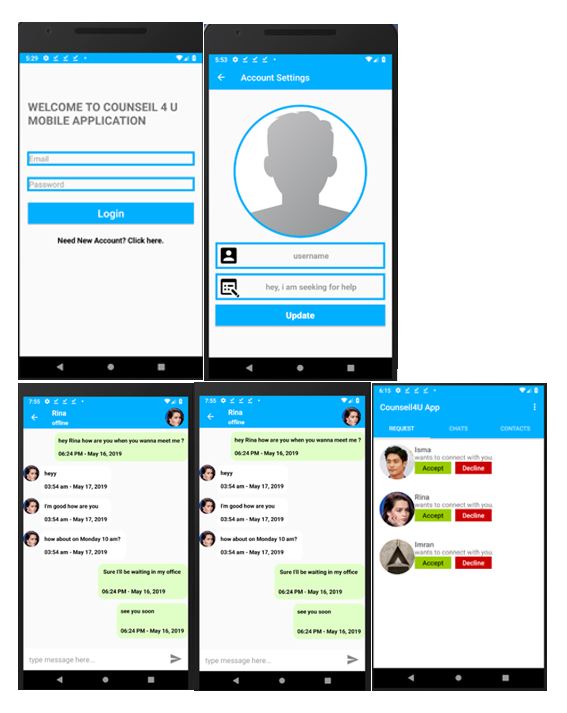 5:29
WELCOME TO COUNSEIL 4 U
MOBILE APPLICATION
Email
Password
Login
Need New Account? Click here.
5:53
Account Settings
username
hey, i am seeking for help
Update
7:55
Rina
offline
hey Rina how are you when you wanna meet me ?
06:24 PM - May 16, 2019
heyy
03:54 am - May 17, 2019
I'm good how are you
03:54 am - May 17, 2019
how about on Monday 10 am?
03:54 am - May 17, 2019
Sure I'll be waiting in my office
06:24 PM - May 16, 2019
see you soon
06:24 PM - May 16, 2019
type message here...
7:55
Rina
offline
hey Rina how are you when you wanna meet me ?
06:24 PM - May 16, 2019
heyy
03:54 am - May 17, 2019
I'm good how are you
03:54 am - May 17, 2019
how about on Monday 10 am?
03:54 am - May 17, 2019
Sure I'll be waiting in my office
06:24 PM - May 16, 2019
see you soon
06:24 PM - May 16, 2019
type message here...
6:15
Counseil4U App
REQUEST CHATS CONTACTS
Isma
wants to connect with you.
Accept Decline
Rina
wants to connect with you.
Accept Decline
Imran
wants to connect with you.
Accept Decline